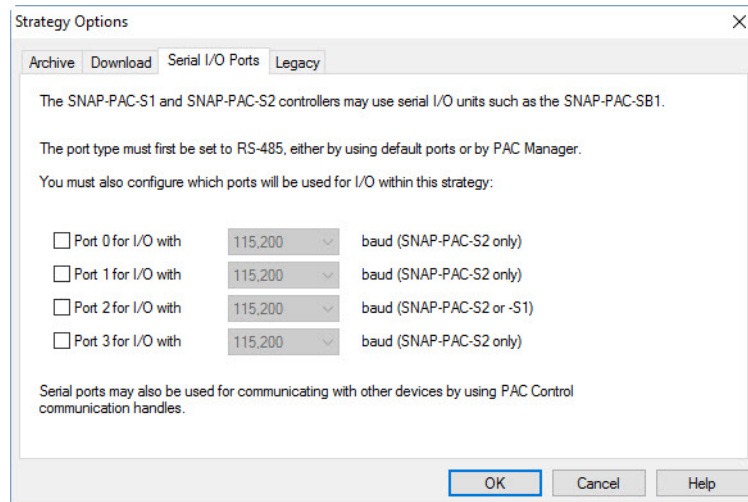 Strategy Options
Archive Download Serial I/O Ports Legacy
The SNAP-PAC-S1 and SNAP-PAC-S2 controllers may use serial I/O units such as the SNAP-PAC-SB1.
The port type must first be set to RS-485, either by using default ports or by PAC Manager.
You must also configure which ports will be used for I/O within this strategy:
Port 0 for I/O with 115,200 baud (SNAP-PAC-S2 only)
Port 1 for I/O with 115,200 baud (SNAP-PAC-S2 only)
Port 2 for I/O with 115,200 baud (SNAP-PAC-S2 or -S1)
Port 3 for I/O with 115,200 baud (SNAP-PAC-S2 only)
Serial ports may also be used for communicating with other devices by using PAC Control
communication handles.
OK Cancel Help